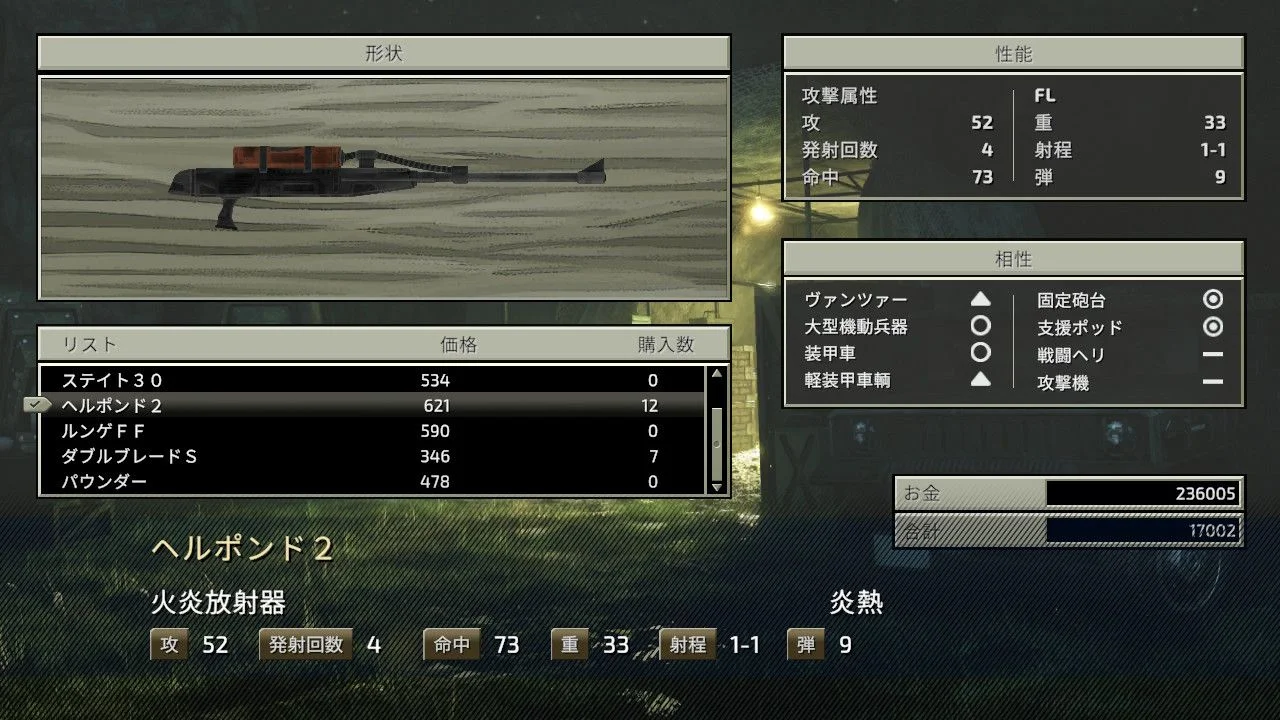 形状
リスト 価格 購入数
ステイト３０ 534 0
ヘルポンド２ 621 12
ルンゲＦＦ 590 0
ダブルブレードＳ 346 7
パウンダー 478 0
性能
攻撃属性 FL
攻 52 重 33
発射回数 4 射程 1-1
命中 73 弾 9
相性
ヴァンツァー ▲ 固定砲台 ◎
大型機動兵器 ○ 支援ポッド ◎
装甲車 ○ 戦闘ヘリ ー
軽装甲車輌 ▲ 攻撃機 ー
お金 236005
合計 17002
ヘルポンド２
火炎放射器 炎熱
攻 52 発射回数 4 命中 73 重 33 射程 1-1 弾 9